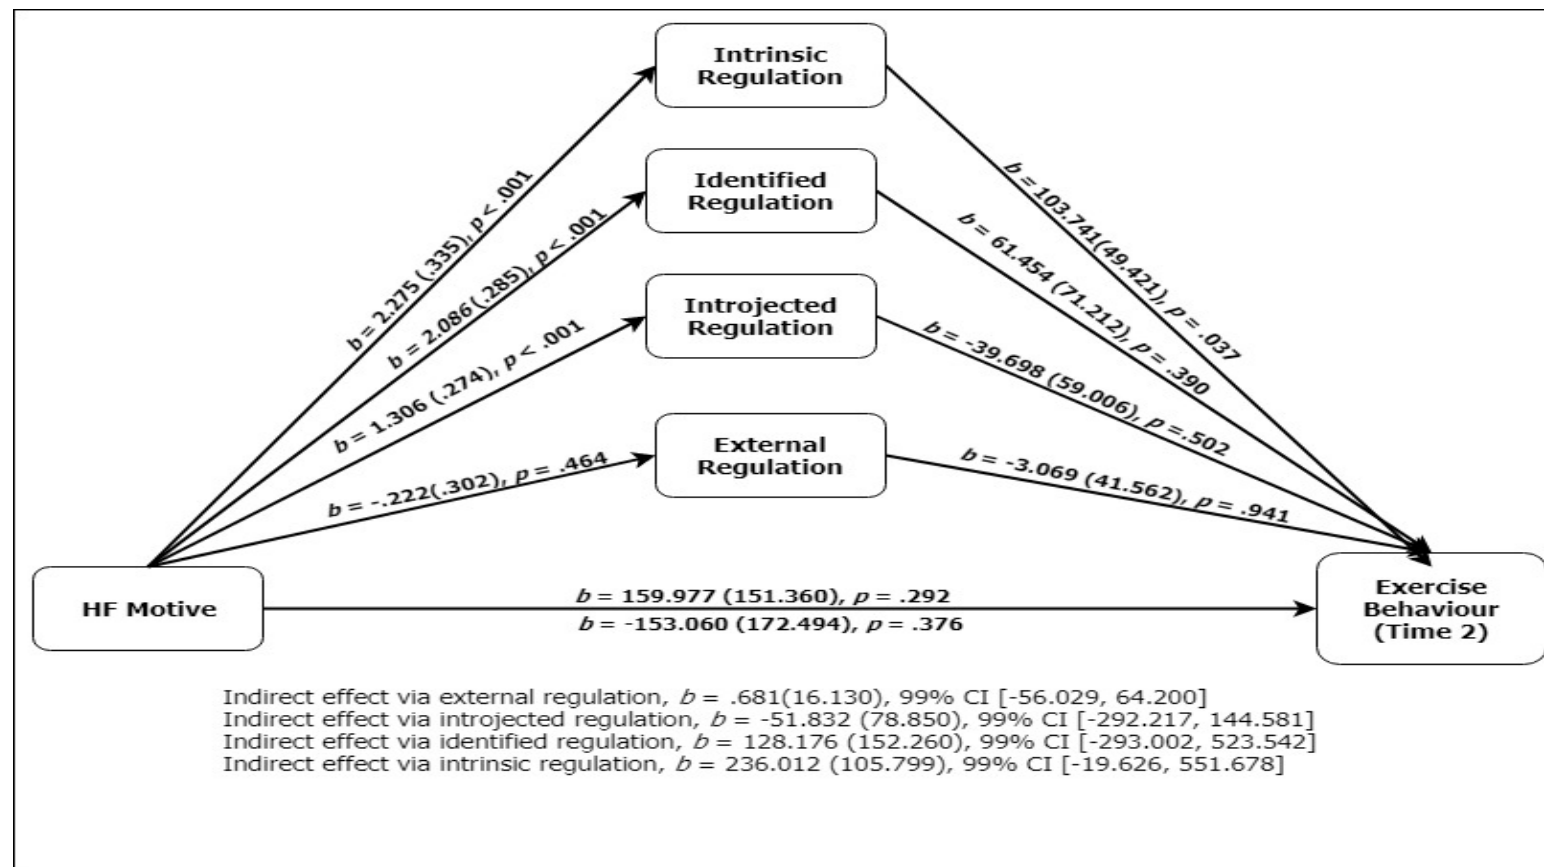 Intrinsic
Regulation
b = 2.275 (.335), p < .001
b = 103.741(49.421), p = .037
Identified
Regulation
b = 2.086(.285), p < .001
b = 61.454 (71.212), p = .390
Introjected
Regulation
b = 1.306 (.274), p < .001
b = -39.698 (59.006), p =.502
External
Regulation
b = -.222(.302), p = .464
b = -3.069 (41.562), p = .941
HF Motive
b = 159.977 (151.360), p = .292
b = -153.060 (172.494), p = .376
Exercise
Behaviour
(Time 2)
Indirect effect via external regulation, b = .681(16.130), 99% CI [-56.029, 64.200]
Indirect effect via introjected regulation, b = -51.832 (78.850), 99% CI [-292.217, 144.581]
Indirect effect via identified regulation, b = 128.176 (152.260), 99% CI [-293.002, 523.542]
Indirect effect via intrinsic regulation, b = 236.012 (105.799), 99% CI [-19.626, 551.678]